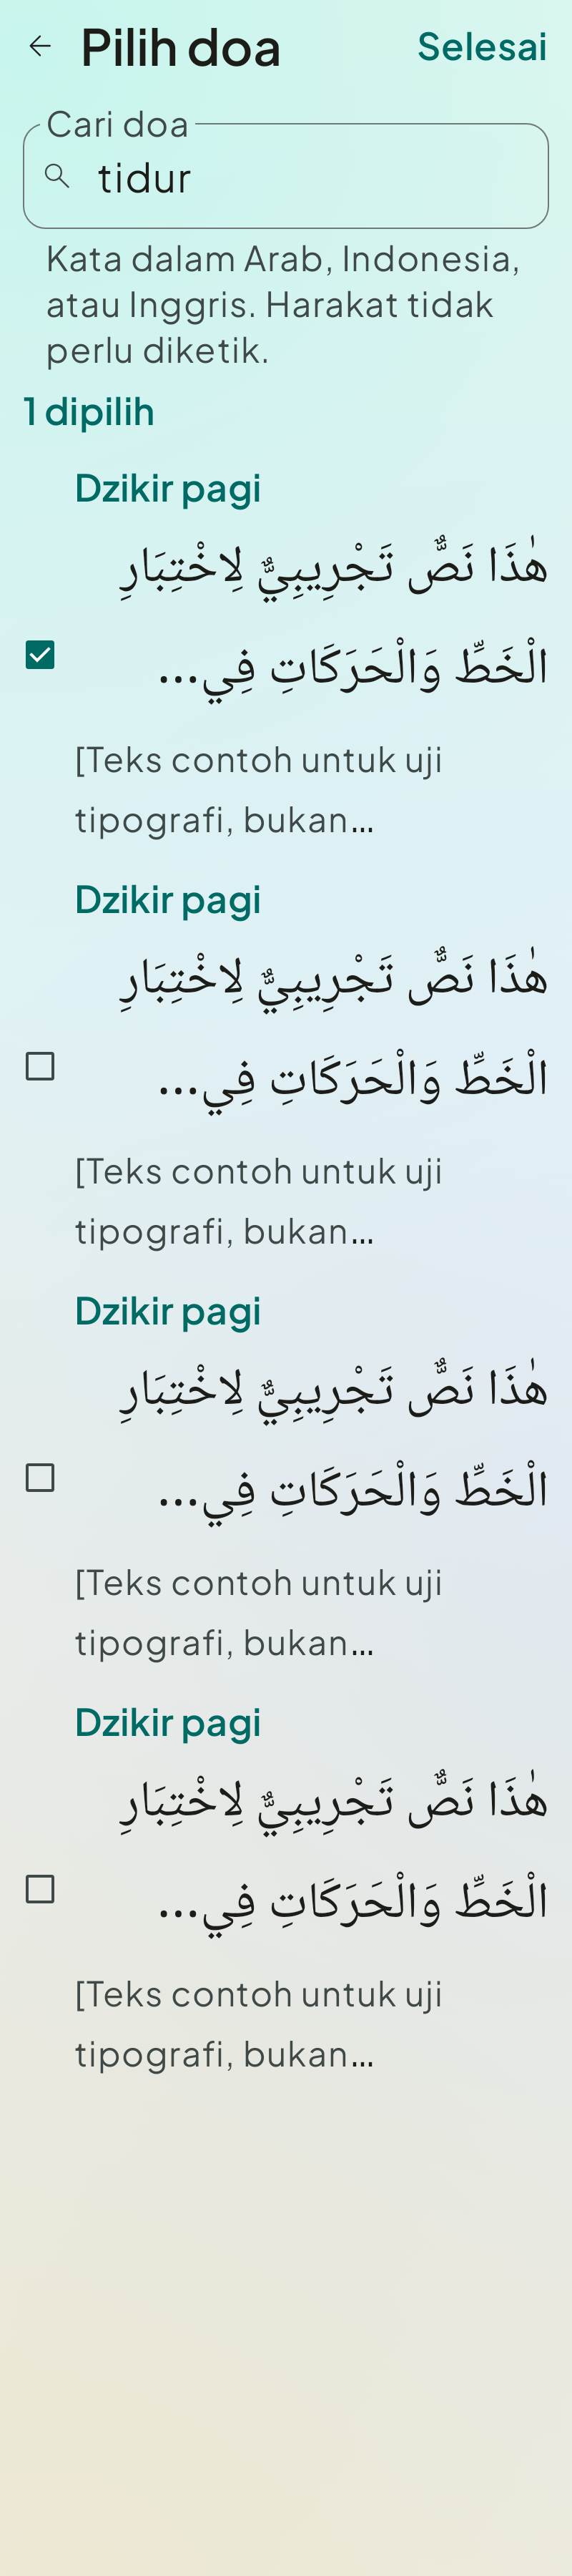 Pilih doa
Selesai
Cari doa
tidur
Kata dalam Arab, Indonesia,
atau Inggris. Harakat tidak
perlu diketik.
1 dipilih
Dzikir pagi
هٰذَا نَصٌّ تَجْرِيبِيٌّ لِاخْتِبَارِ
الْخَطِّ وَالْحَرَكَاتِ فِي...
[Teks contoh untuk uji
tipografi, bukan...
Dzikir pagi
هٰذَا نَصٌّ تَجْرِيبِيٌّ لِاخْتِبَارِ
الْخَطِّ وَالْحَرَكَاتِ فِي...
[Teks contoh untuk uji
tipografi, bukan...
Dzikir pagi
هٰذَا نَصٌّ تَجْرِيبِيٌّ لِاخْتِبَارِ
الْخَطِّ وَالْحَرَكَاتِ فِي...
[Teks contoh untuk uji
tipografi, bukan...
Dzikir pagi
هٰذَا نَصٌّ تَجْرِيبِيٌّ لِاخْتِبَارِ
الْخَطِّ وَالْحَرَكَاتِ فِي...
[Teks contoh untuk uji
tipografi, bukan...